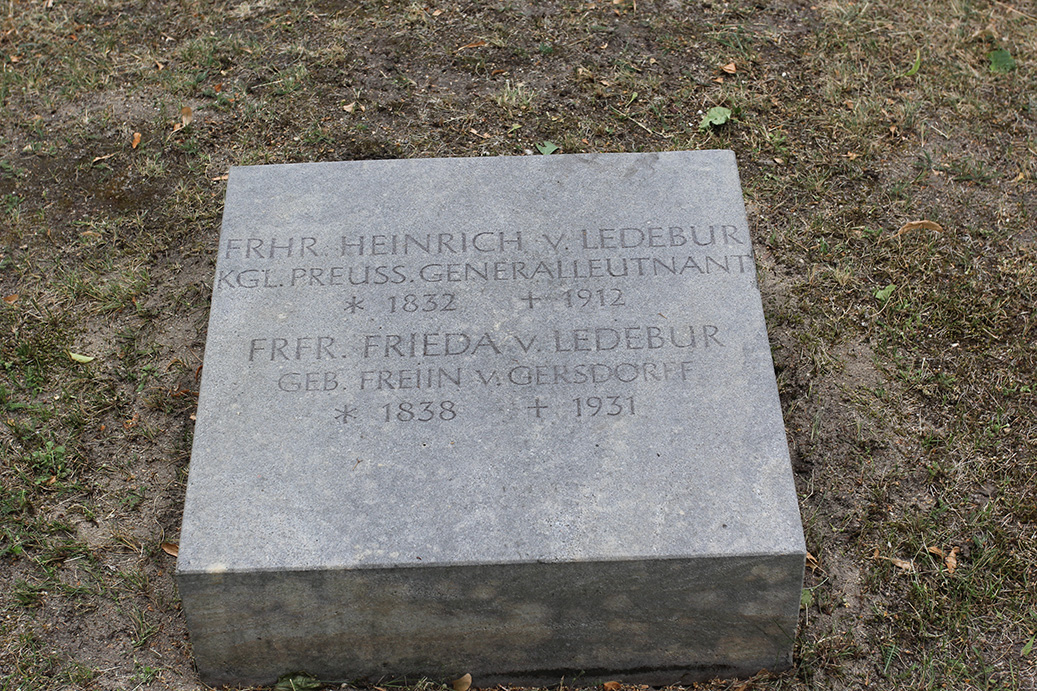 FRHR. HEINRICH V. LEDEBUR
KGL. PREUSS. GENERALLEUTNANT
* 1832 + 1912
FRFR. FRIEDA V. LEDEBUR
GEB. FREIIN V. GERSDORFF
* 1838 + 1931